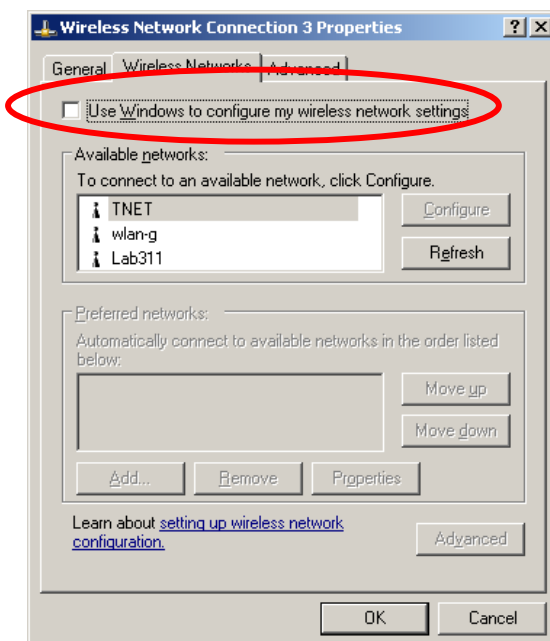 Wireless Network Connection 3 Properties
General Wireless Networks Advanced
Use Windows to configure my wireless network settings
Available networks:
To connect to an available network, click Configure.
TNET
Configure
wlan-g
Lab311
Refresh
Preferred networks:
Automatically connect to available networks in the order listed
below:
Move up
Move down
Add... Remove Properties
Learn about setting up wireless network
configuration.
Advanced
OK Cancel